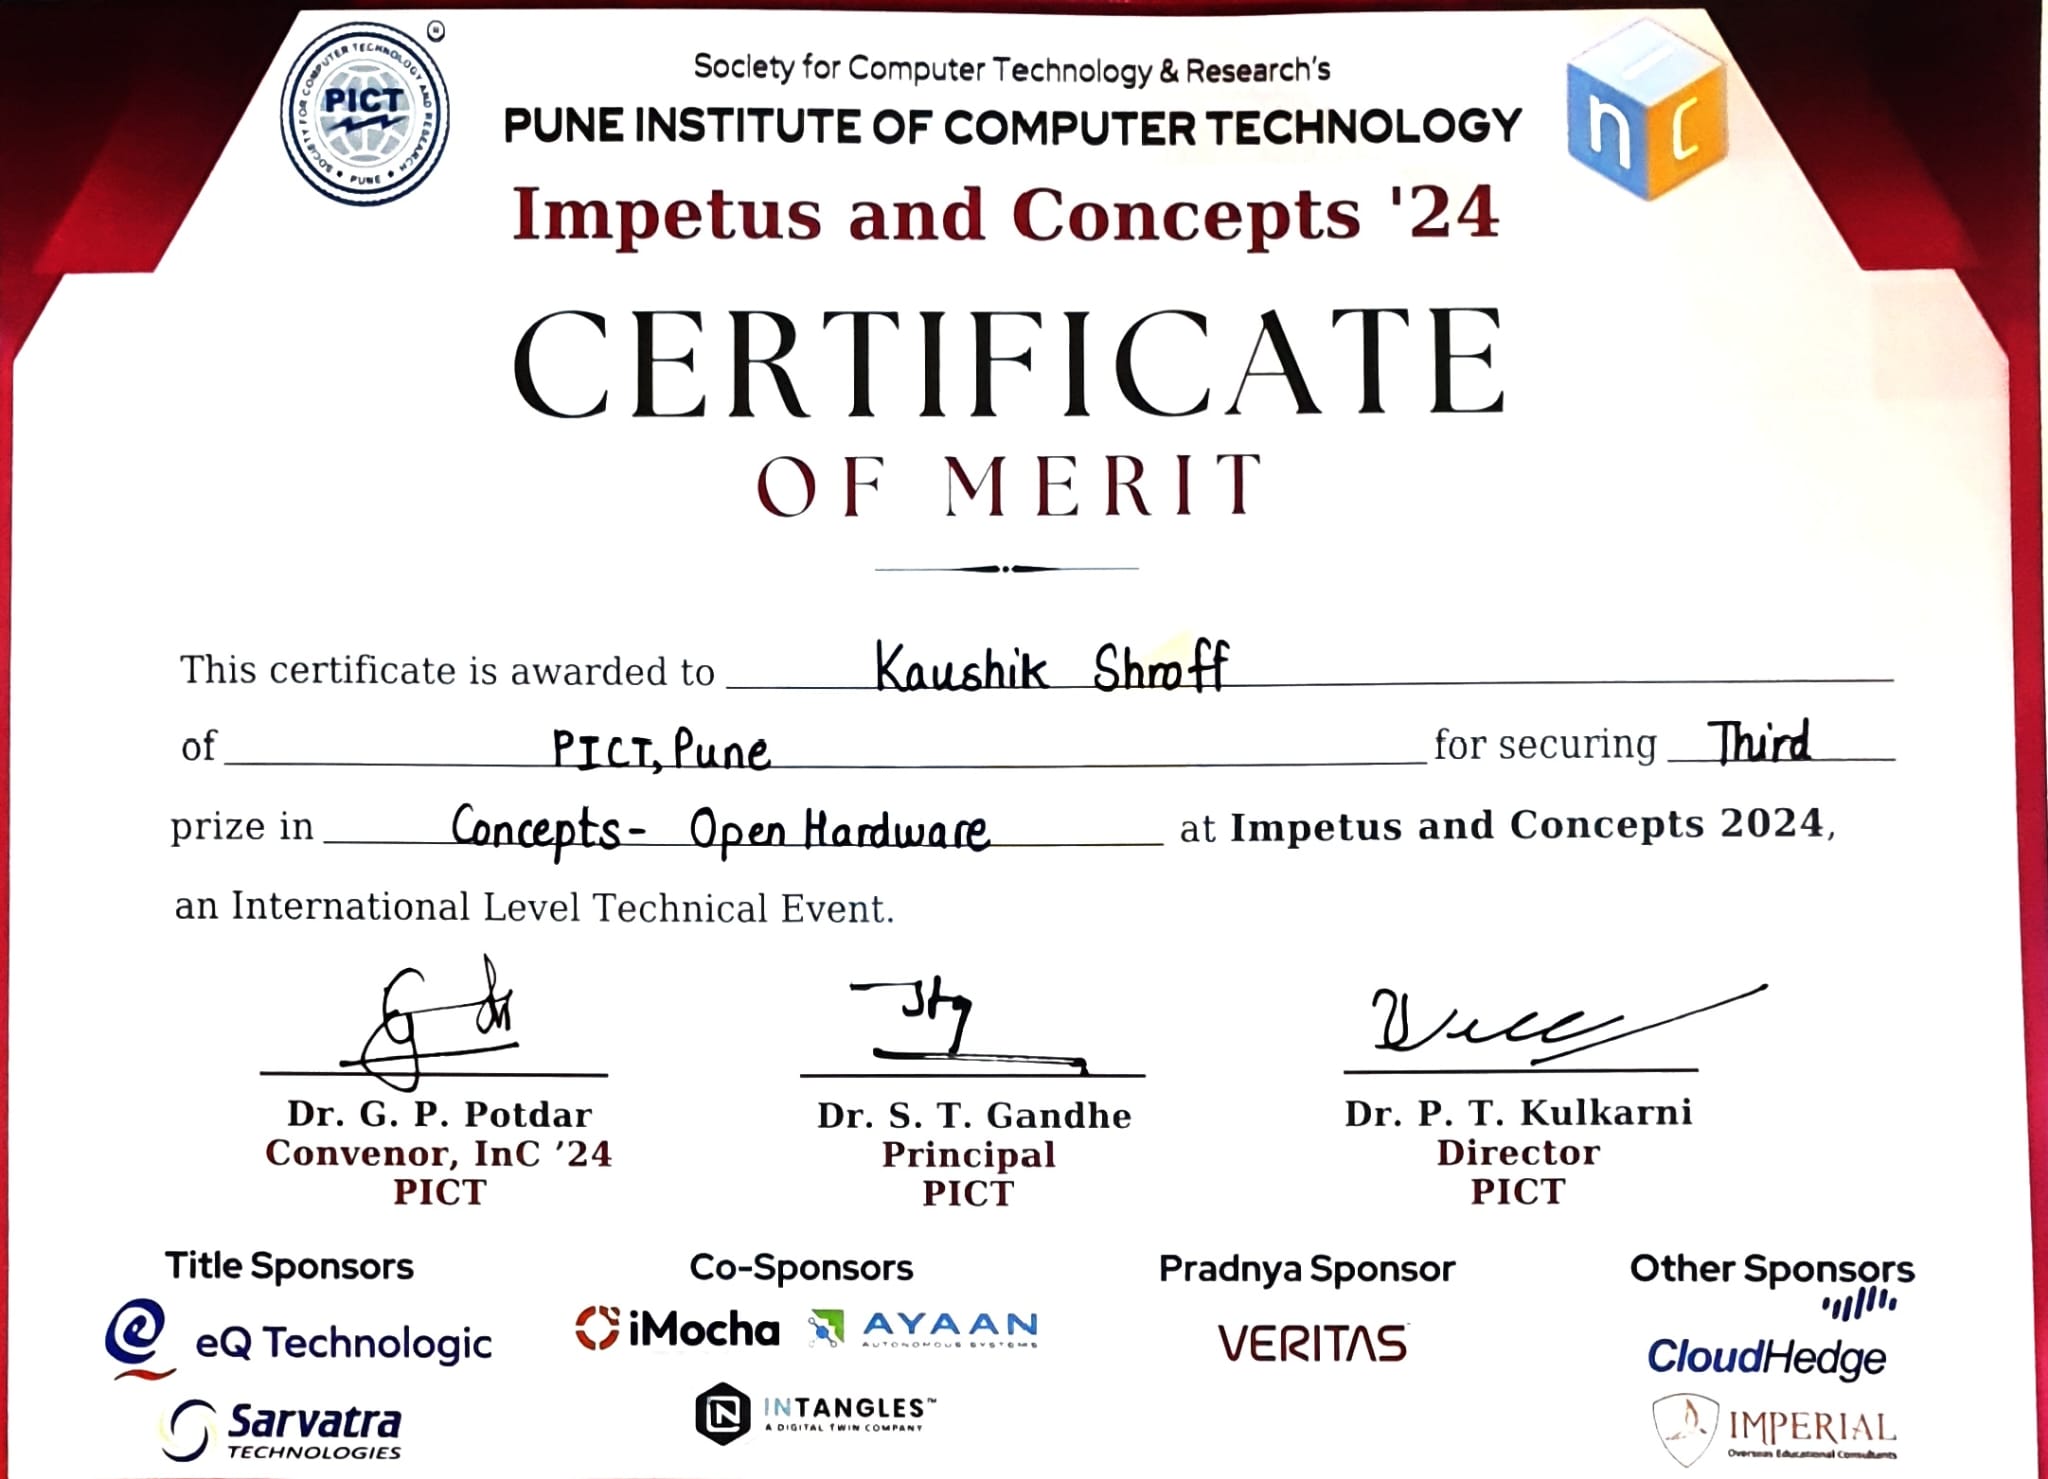 SOCIETY FOR COMPUTER TECHNOLOGY AND RESEARCH
PICT
PUNE
Society for Computer Technology & Research's
PUNE INSTITUTE OF COMPUTER TECHNOLOGY
nc
Impetus and Concepts '24
CERTIFICATE
OF MERIT
This certificate is awarded to Kaushik Shroff
of PICT, Pune for securing Third
prize in Concepts- Open Hardware at Impetus and Concepts 2024,
an International Level Technical Event.
Dr. G. P. Potdar
Convenor, InC ’24
PICT
Dr. S. T. Gandhe
Principal
PICT
Dr. P. T. Kulkarni
Director
PICT
Title Sponsors
eQ Technologic
Sarvatra
TECHNOLOGIES
Co-Sponsors
iMocha
AYAAN
AUTONOMOUS SYSTEMS
INTANGLES™
A DIGITAL TWIN COMPANY
Pradnya Sponsor
VERITAS
Other Sponsors
CloudHedge
IMPERIAL
Overseas Educational Consultants